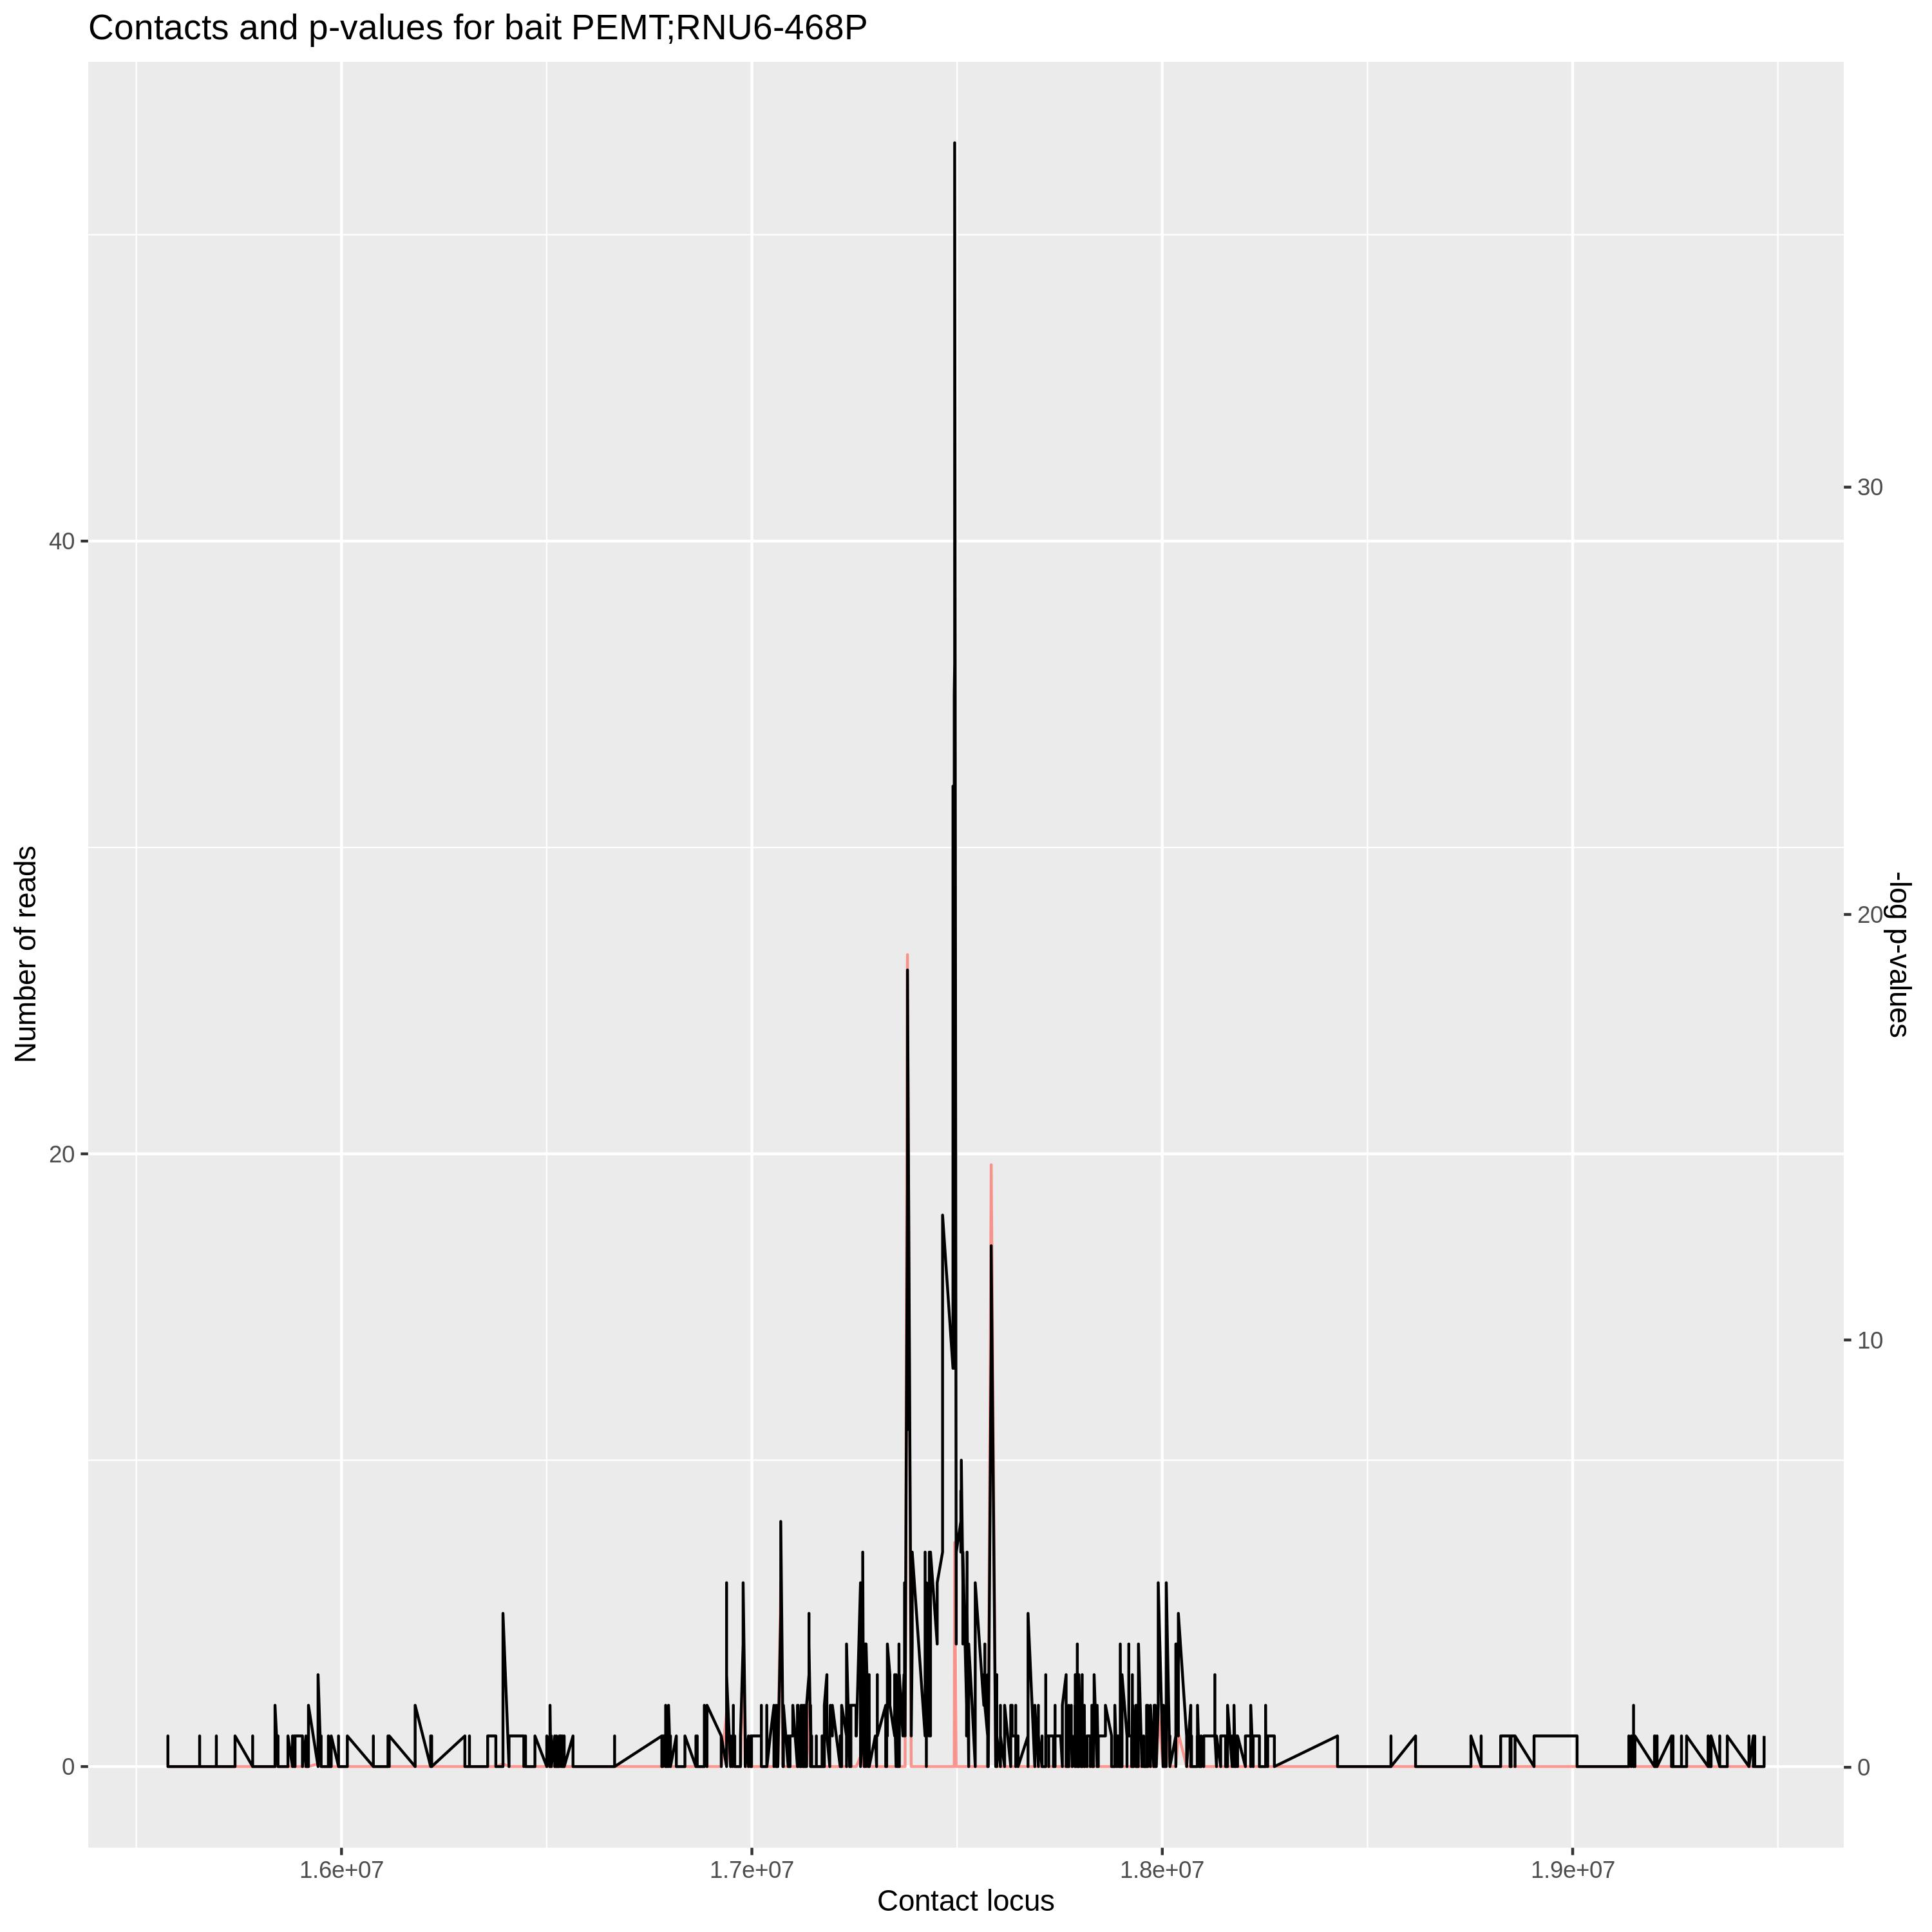 Contacts and p-values for bait PEMT;RNU6-468P
Number of reads
40
20
0
30
20
10
0
-log p-values
1.6e+07
1.7e+07
1.8e+07
1.9e+07
Contact locus